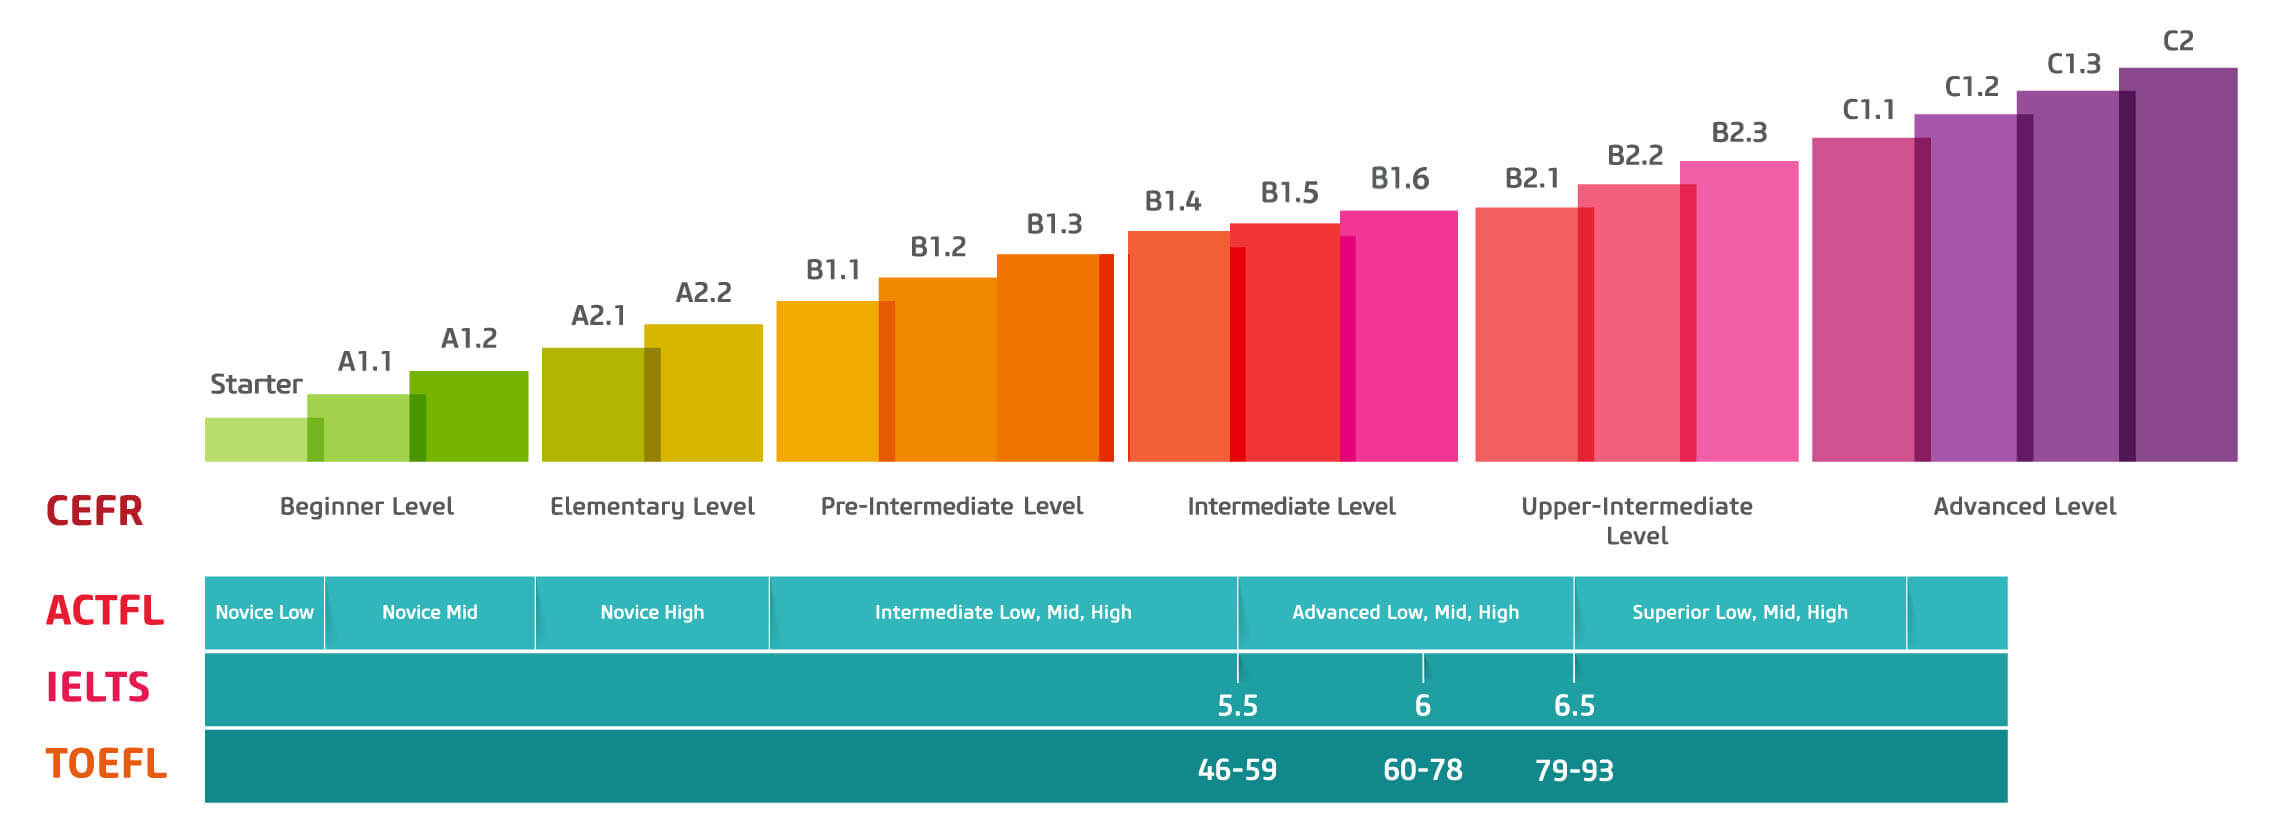 Starter
A1.1
A1.2
A2.1
A2.2
B1.1
B1.2
B1.3
B1.4
B1.5
B1.6
B2.1
B2.2
B2.3
C1.1
C1.2
C1.3
C2
CEFR
Beginner Level
Elementary Level
Pre-Intermediate Level
Intermediate Level
Upper-Intermediate
Level
Advanced Level
ACTFL
Novice Low
Novice Mid
Novice High
Intermediate Low, Mid, High
Advanced Low, Mid, High
Superior Low, Mid, High
IELTS
5.5
6
6.5
TOEFL
46-59
60-78
79-93